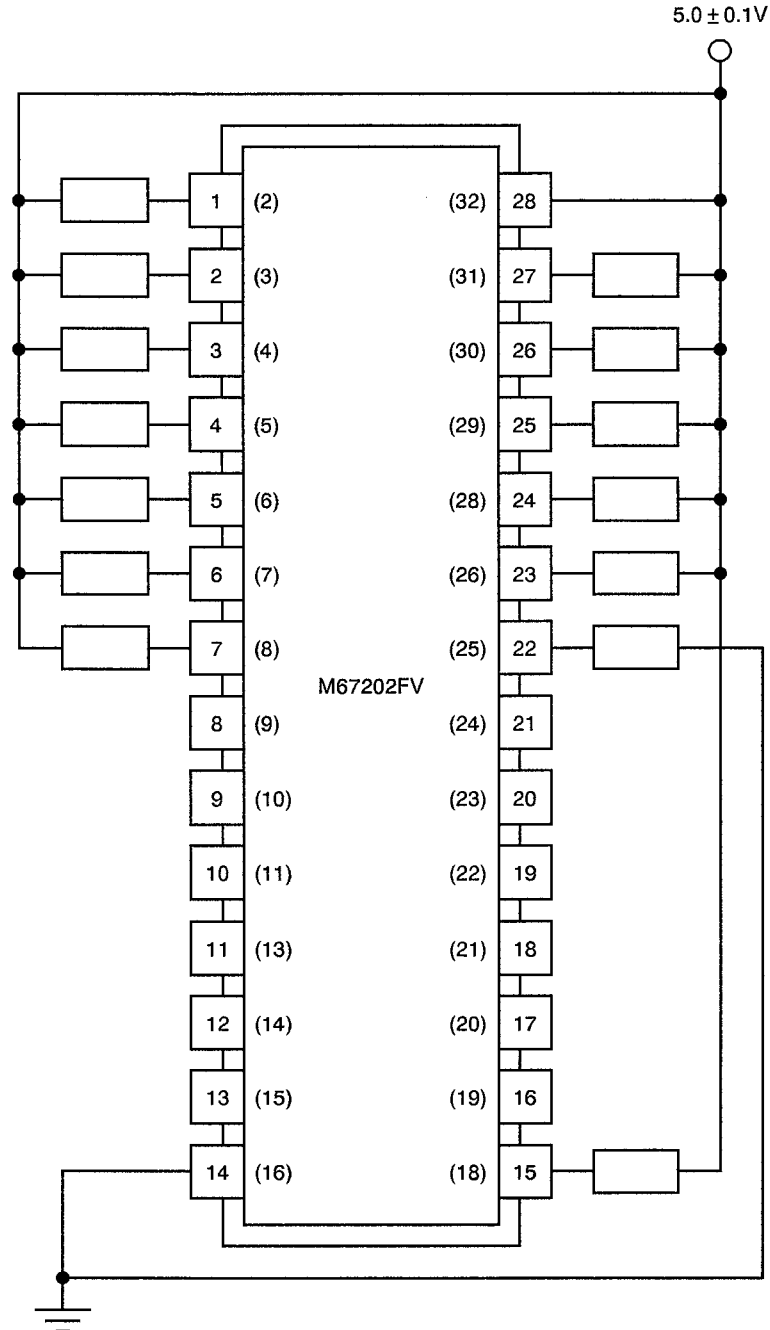 5.0 ± 0.1V
1 (2) (32) 28
2 (3) (31) 27
3 (4) (30) 26
4 (5) (29) 25
5 (6) (28) 24
6 (7) (26) 23
7 (8) (25) 22
M67202FV
8 (9) (24) 21
9 (10) (23) 20
10 (11) (22) 19
11 (13) (21) 18
12 (14) (20) 17
13 (15) (19) 16
14 (16) (18) 15